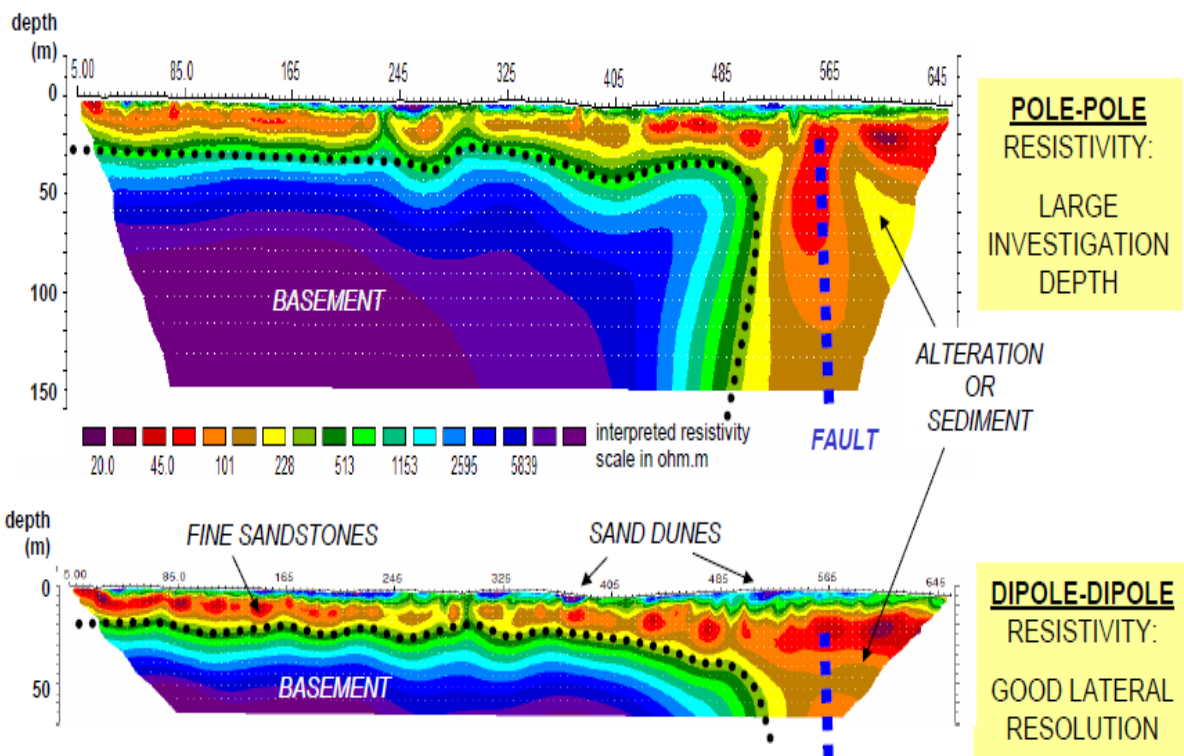 depth
(m)
5.00 85.0 165 245 325 405 485 565 645
0
50
100
150
BASEMENT
POLE-POLE
RESISTIVITY:
LARGE
INVESTIGATION
DEPTH
ALTERATION
OR
SEDIMENT
FAULT
interpreted resistivity
scale in ohm.m
20.0 45.0 101 228 513 1153 2595 5839
depth
(m)
FINE SANDSTONES
SAND DUNES
5.00 85.0 165 245 325 405 485 565 645
0
50
BASEMENT
DIPOLE-DIPOLE
RESISTIVITY:
GOOD LATERAL
RESOLUTION